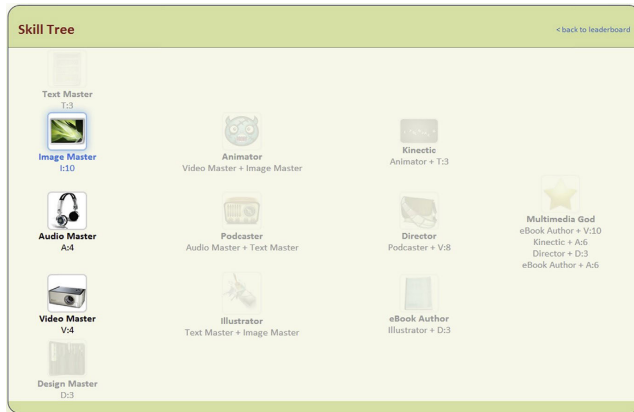 Skill Tree
< back to leaderboard
Text Master
T:3
Image Master
I:10
Audio Master
A:4
Video Master
V:4
Design Master
D:3
Animator
Video Master + Image Master
Podcaster
Audio Master + Text Master
Illustrator
Text Master + Image Master
Kinectic
Animator + T:3
Director
Podcaster + V:8
eBook Author
Illustrator + D:3
Multimedia God
eBook Author + V:10
Kinectic + A:6
Director + D:3
eBook Author + A:6